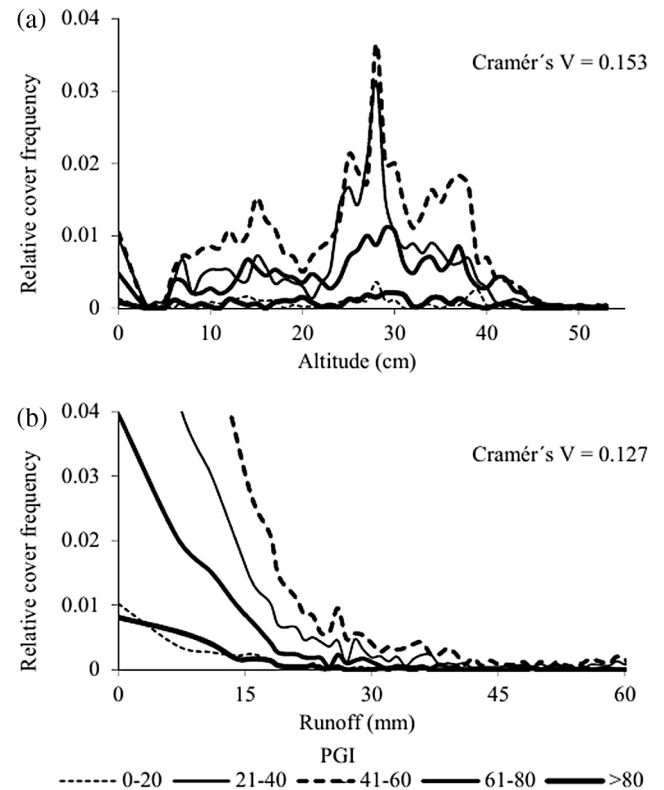 (a)
0.04
0.03
0.02
0.01
0
Relative cover frequency
Cramér´s V = 0.153
0 10 20 30 40 50
Altitude (cm)
(b)
0.04
0.03
0.02
0.01
0
Relative cover frequency
Cramér´s V = 0.127
0 15 30 45 60
Runoff (mm)
PGI
0-20 21-40 41-60 61-80 >80